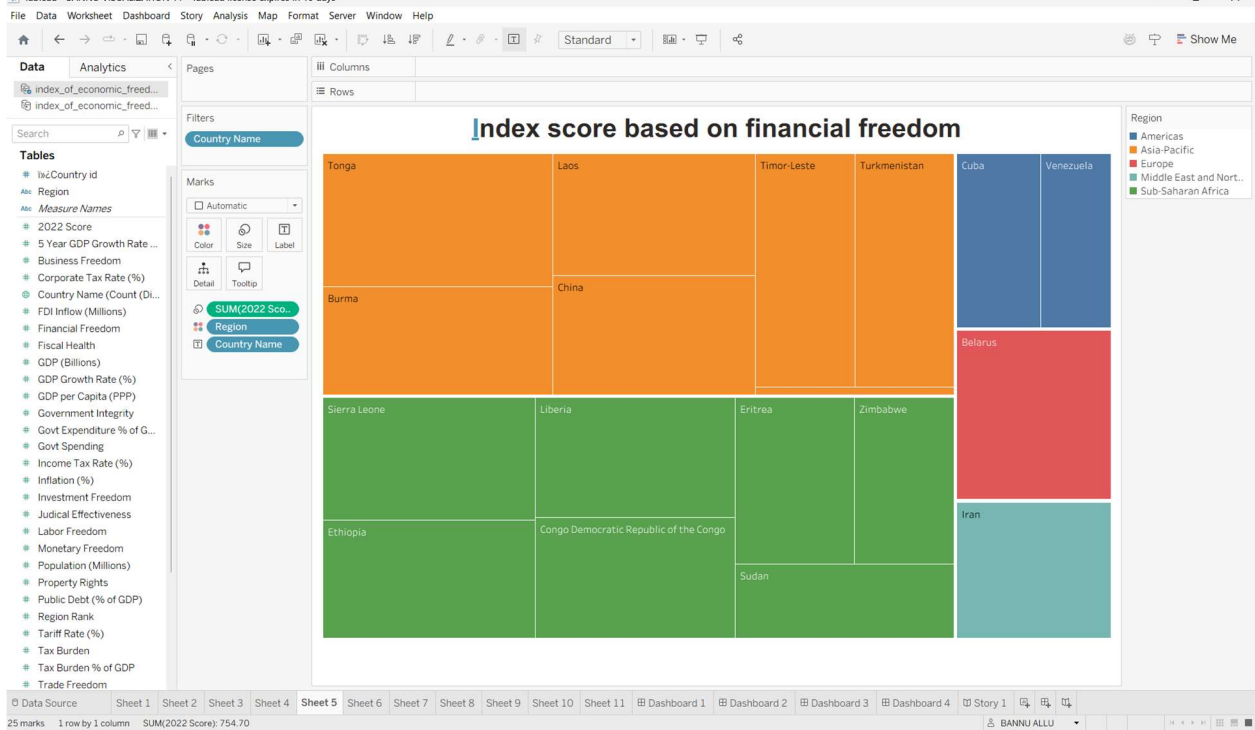 File Data Worksheet Dashboard Story Analysis Map Format Server Window Help
Standard
Show Me
Data Analytics
index_of_economic_freed...
index_of_economic_freed...
Search
Tables
ï»¿Country id
Abc Region
Abc Measure Names
# 2022 Score
# 5 Year GDP Growth Rate ...
# Business Freedom
# Corporate Tax Rate (%)
Country Name (Count (Di...
# FDI Inflow (Millions)
# Financial Freedom
# Fiscal Health
# GDP (Billions)
# GDP Growth Rate (%)
# GDP per Capita (PPP)
# Government Integrity
# Govt Expenditure % of G...
# Govt Spending
# Income Tax Rate (%)
# Inflation (%)
# Investment Freedom
# Judical Effectiveness
# Labor Freedom
# Monetary Freedom
# Population (Millions)
# Property Rights
# Public Debt (% of GDP)
# Region Rank
# Tariff Rate (%)
# Tax Burden
# Tax Burden % of GDP
# Trade Freedom
Pages
Filters
Country Name
Marks
Automatic
Color Size Label
Detail Tooltip
SUM(2022 Sco..
Region
Country Name
Columns
Rows
Index score based on financial freedom
Tonga Laos Timor-Leste Turkmenistan Cuba Venezuela
Burma China
Belarus
Sierra Leone Liberia Eritrea Zimbabwe
Iran
Ethiopia Congo Democratic Republic of the Congo
Sudan
Region
Americas
Asia-Pacific
Europe
Middle East and Nort..
Sub-Saharan Africa
Data Source Sheet 1 Sheet 2 Sheet 3 Sheet 4 Sheet 5 Sheet 6 Sheet 7 Sheet 8 Sheet 9 Sheet 10 Sheet 11 Dashboard 1 Dashboard 2 Dashboard 3 Dashboard 4 Story 1
25 marks 1 row by 1 column SUM(2022 Score): 754.70 BANNU ALLU